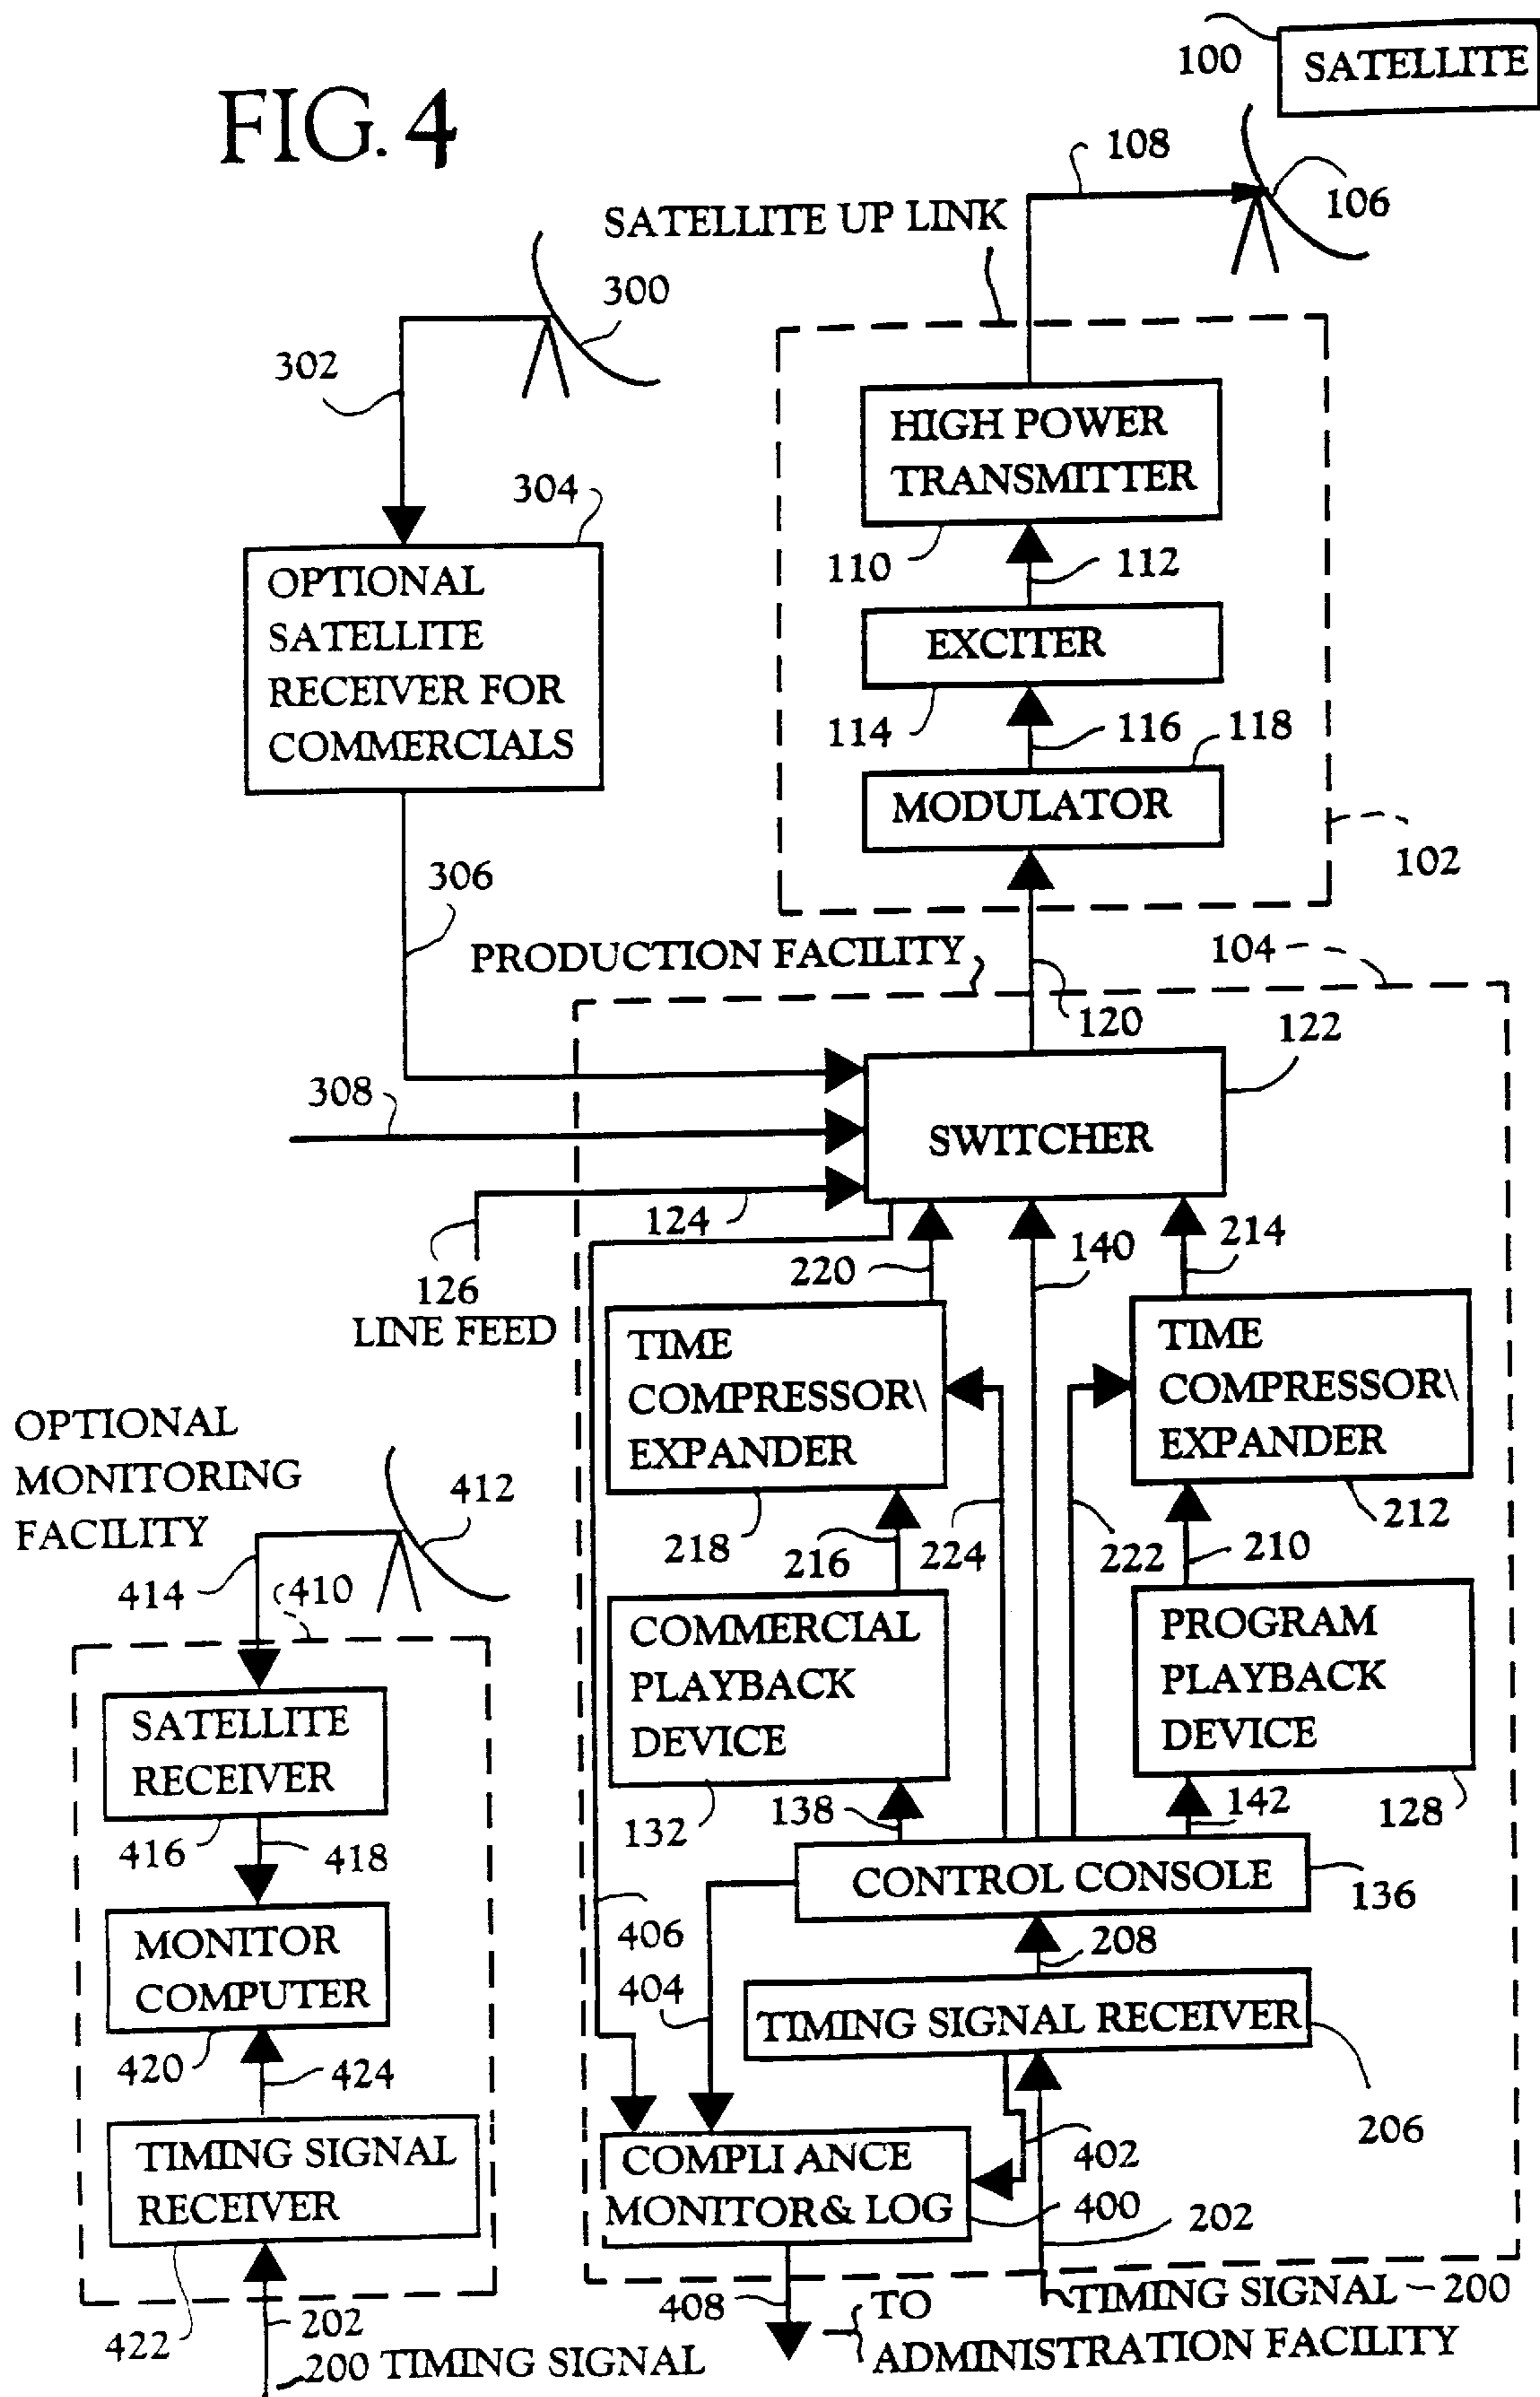 100
SATELLITE
FIG. 4
108
106
SATELLITE UP LINK
300
302
304
HIGH POWER
TRANSMITTER
110
112
OPTIONAL
SATELLITE
RECEIVER FOR
COMMERCIALS
EXCITER
114
116
118
MODULATOR
102
306
PRODUCTION FACILITY
104
120
122
308
SWITCHER
124
126
LINE FEED
220
140
214
TIME
COMPRESSOR\
EXPANDER
TIME
COMPRESSOR\
EXPANDER
218
216
224
222
210
212
OPTIONAL
MONITORING
FACILITY
412
414
410
COMMERCIAL
PLAYBACK
DEVICE
PROGRAM
PLAYBACK
DEVICE
132
138
142
128
SATELLITE
RECEIVER
416
418
CONTROL CONSOLE
136
406
208
404
MONITOR
COMPUTER
420
424
TIMING SIGNAL RECEIVER
206
TIMING SIGNAL
RECEIVER
COMPLI ANCE
MONITOR& LOG
402
400
202
422
202
200 TIMING SIGNAL
408
TO
ADMINISTRATION FACILITY
TIMING SIGNAL 200